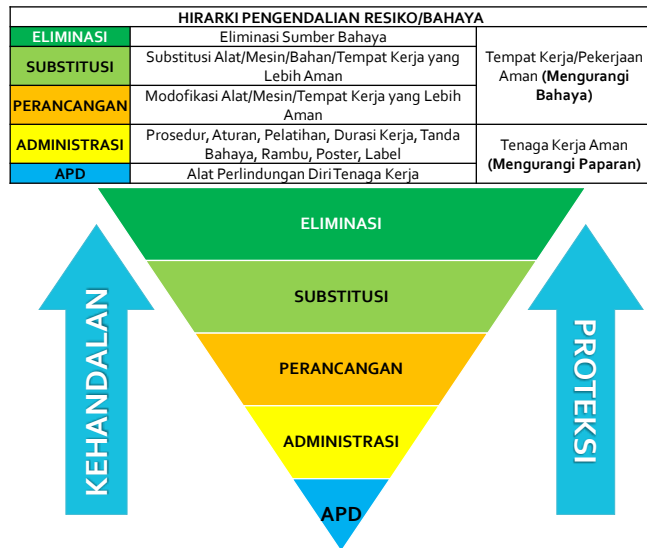 HIRARKI PENGENDALIAN RESIKO/BAHAYA
ELIMINASI
Eliminasi Sumber Bahaya
SUBSTITUSI
Substitusi Alat/Mesin/Bahan/Tempat Kerja yang
Lebih Aman
PERANCANGAN
Modofikasi Alat/Mesin/Tempat Kerja yang Lebih
Aman
Tempat Kerja/Pekerjaan
Aman (Mengurangi
Bahaya)
ADMINISTRASI
Prosedur, Aturan, Pelatihan, Durasi Kerja, Tanda
Bahaya, Rambu, Poster, Label
APD
Alat Perlindungan Diri Tenaga Kerja
Tenaga Kerja Aman
(Mengurangi Paparan)
KEHANDALAN
ELIMINASI
SUBSTITUSI
PERANCANGAN
ADMINISTRASI
APD
PROTEKSI